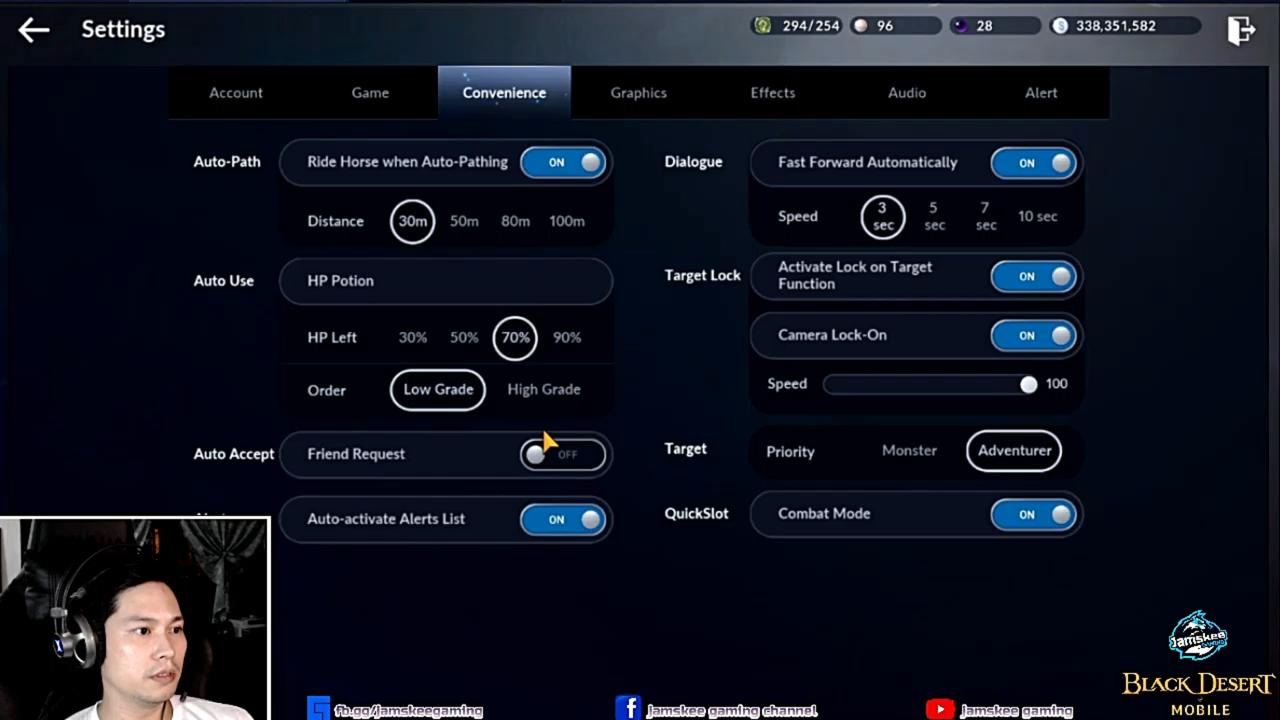 Settings
294/254
96
28
338,351,582
Account
Game
Convenience
Graphics
Effects
Audio
Alert
Auto-Path
Ride Horse when Auto-Pathing
ON
Distance
30m
50m
80m
100m
Auto Use
HP Potion
HP Left
30%
50%
70%
90%
Order
Low Grade
High Grade
Auto Accept
Friend Request
OFF
Auto-activate Alerts List
ON
Dialogue
Fast Forward Automatically
ON
Speed
3
sec
5
sec
7
sec
10 sec
Target Lock
Activate Lock on Target
Function
ON
Camera Lock-On
ON
Speed
100
Target
Priority
Monster
Adventurer
QuickSlot
Combat Mode
ON
Jamskee
BLACK DESERT
MOBILE
fb.gg/jamskeegaming
Jamskee gaming channel
Jamskee gaming